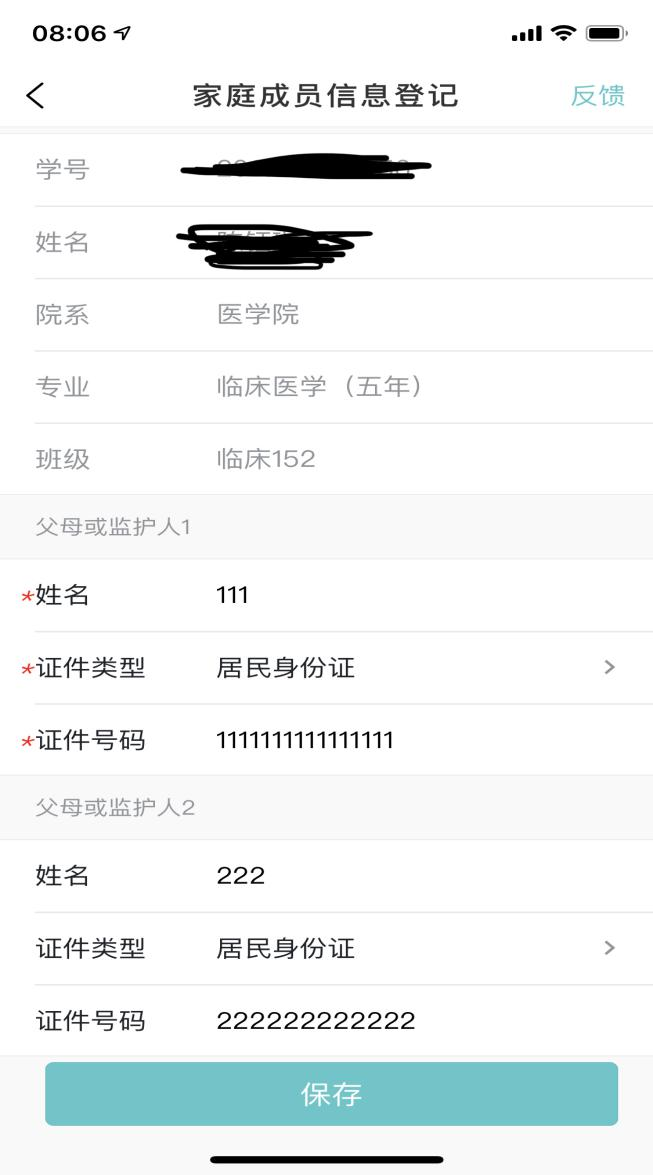 08:06
家庭成员信息登记 反馈
学号
姓名
院系 医学院
专业 临床医学（五年）
班级 临床152
父母或监护人1
*姓名 111
*证件类型 居民身份证
*证件号码 1111111111111111
父母或监护人2
姓名 222
证件类型 居民身份证
证件号码 222222222222
保存